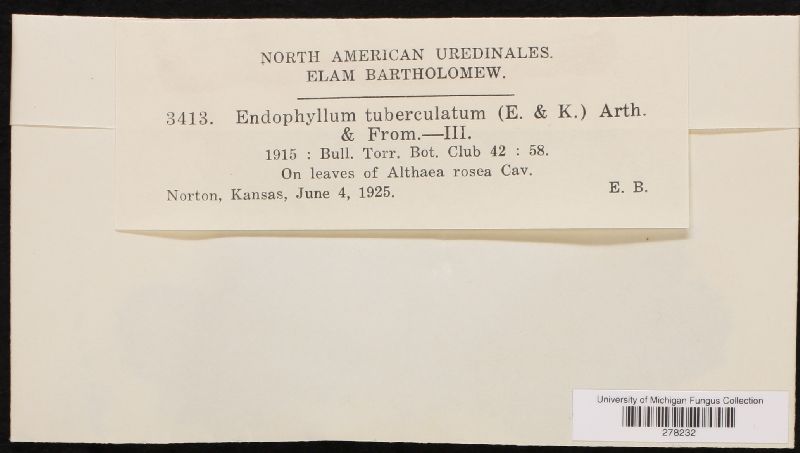 NORTH AMERICAN UREDINALES.
ELAM BARTHOLOMEW.
3413. Endophyllum tuberculatum (E. & K.) Arth.
& From.—III.
1915 : Bull. Torr. Bot. Club 42 : 58.
On leaves of Althaea rosea Cav.
Norton, Kansas, June 4, 1925. E. B.
University of Michigan Fungus Collection
278232